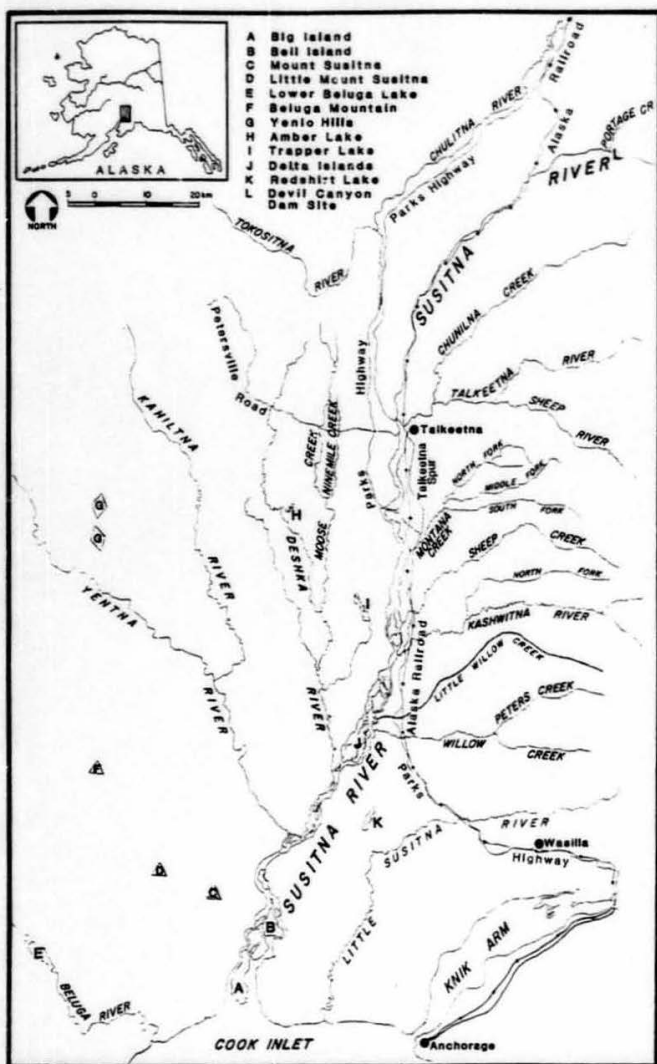 A Big Island
B Bell Island
C Mount Susitna
D Little Mount Susitna
E Lower Beluga Lake
F Beluga Mountain
G Yenlo Hills
H Amber Lake
I Trapper Lake
J Delta Islands
K Redshirt Lake
L Devil Canyon
Dam Site
ALASKA
NORTH
5 0 10 20 km
CHULITNA RIVER
Railroad
Alaska
Parks Highway
PORTAGE CR
L
RIVER
SUSITNA
TOKOSITNA
RIVER
CHUNILNA CREEK
Petersville
Road
Highway
Parks
TALKEETNA RIVER
SHEEP
RIVER
Talkeetna
Talkeetna
Spur
KAHILTNA
RIVER
CREEK
NINEMILE CREEK
MOOSE
NORTH FORK
MIDDLE FORK
SOUTH FORK
MONTANA
CREEK
G
G
H
DESHKA
RIVER
SHEEP CREEK
NORTH FORK
KASHWITNA RIVER
I
YENTNA
RIVER
Alaska Railroad
LITTLE WILLOW CREEK
PETERS CREEK
WILLOW CREEK
J
F
SUSITNA RIVER
Parks
Highway
K
LITTLE SUSITNA RIVER
Wasilla
D
C
B
E
BELUGA RIVER
A
KNIK ARM
COOK INLET
Anchorage